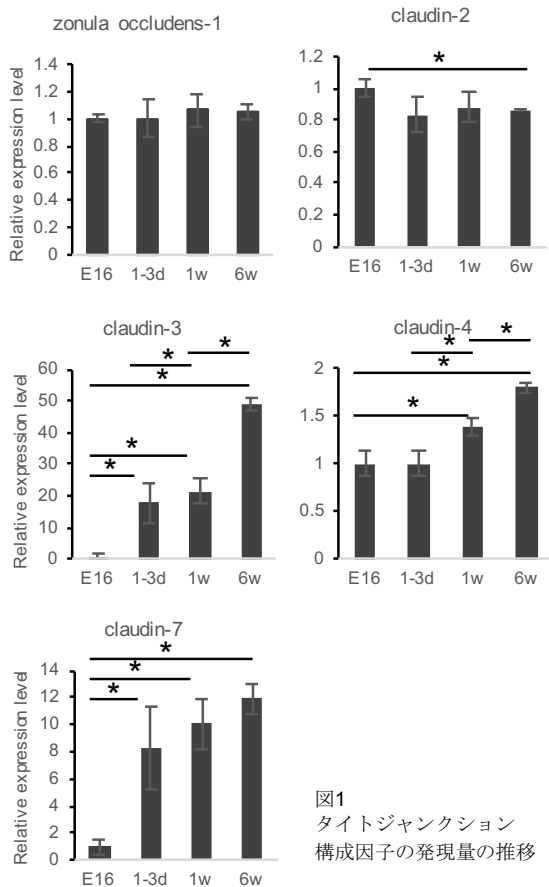 zonula occludens-1
Relative expression level
1.4
1.2
1
0.8
0.6
0.4
0.2
0
E16 1-3d 1w 6w
claudin-2
*
1.2
1
0.8
0.6
0.4
0.2
0
E16 1-3d 1w 6w
claudin-3
Relative expression level
* *
*
*
*
60
50
40
30
20
10
0
E16 1-3d 1w 6w
claudin-4
* *
*
*
2
1.5
1
0.5
0
E16 1-3d 1w 6w
claudin-7
Relative expression level
*
*
*
14
12
10
8
6
4
2
0
E16 1-3d 1w 6w
図1
タイトジャンクション
構成因子の発現量の推移